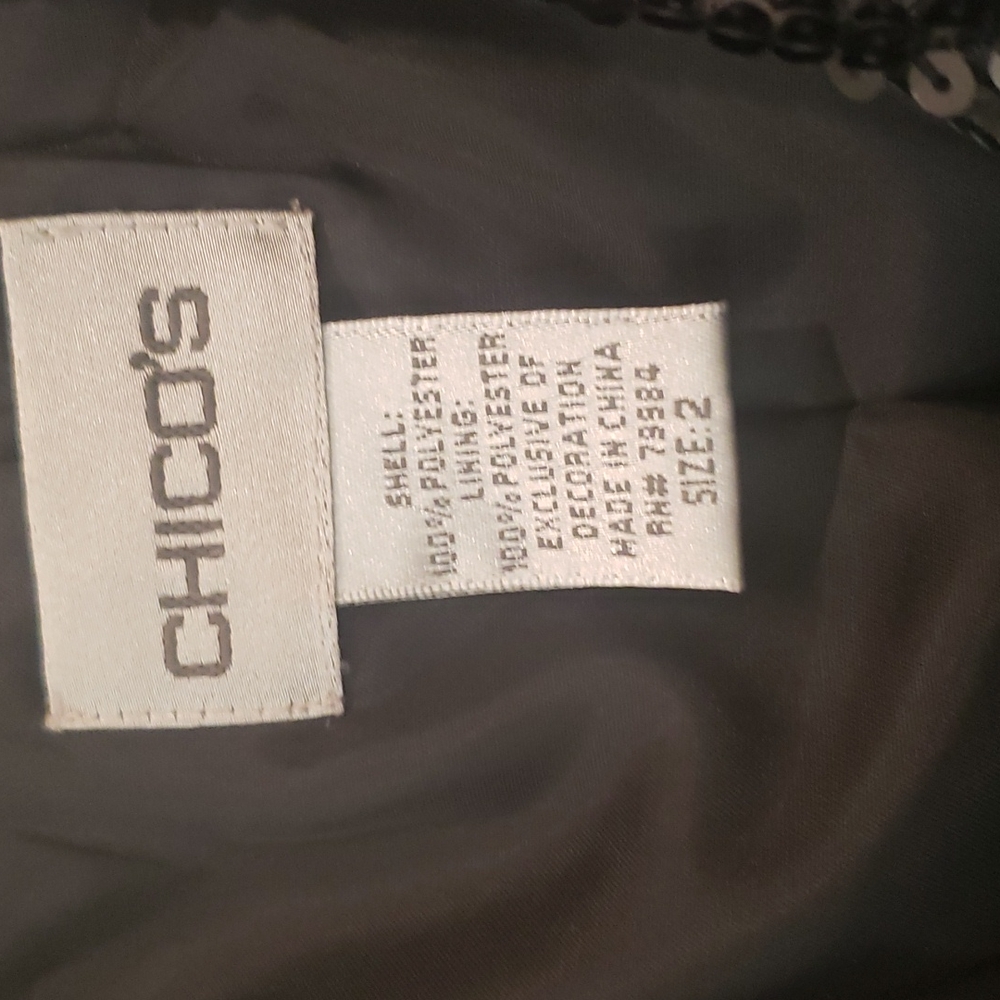 CHICO'S
SHELL:
100% POLYESTER
LINING:
100% POLYESTER
EXCLUSIVE OF
DECORATION
MADE IN CHINA
RN# 79984
SIZE:2